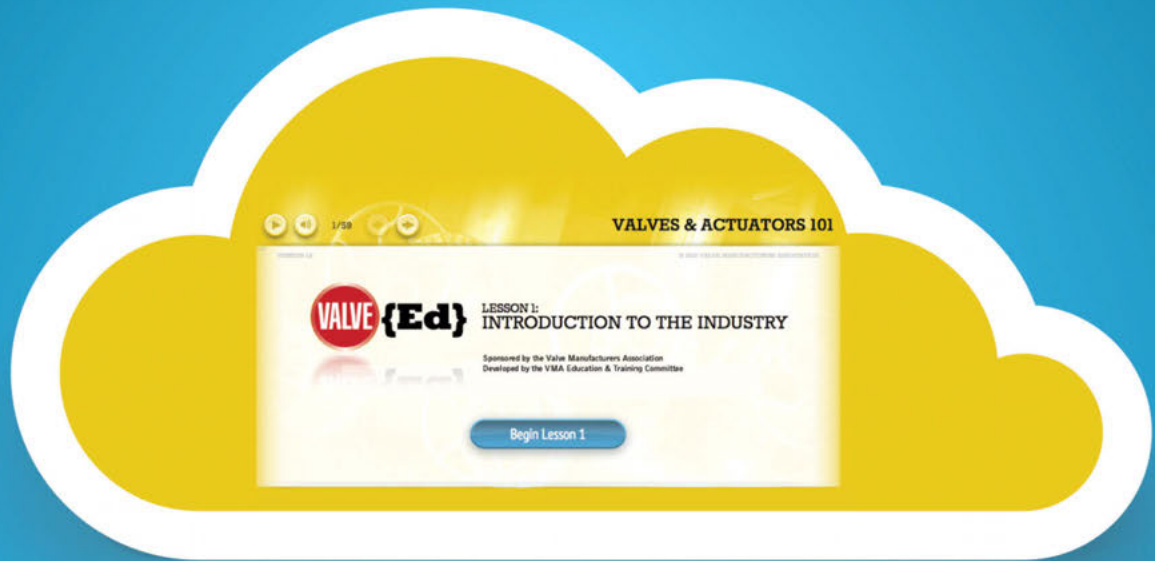 1/59
VALVES & ACTUATORS 101
VALVE {Ed}
LESSON 1:
INTRODUCTION TO THE INDUSTRY
Sponsored by the Valve Manufacturers Association
Developed by the VMA Education & Training Committee
Begin Lesson 1